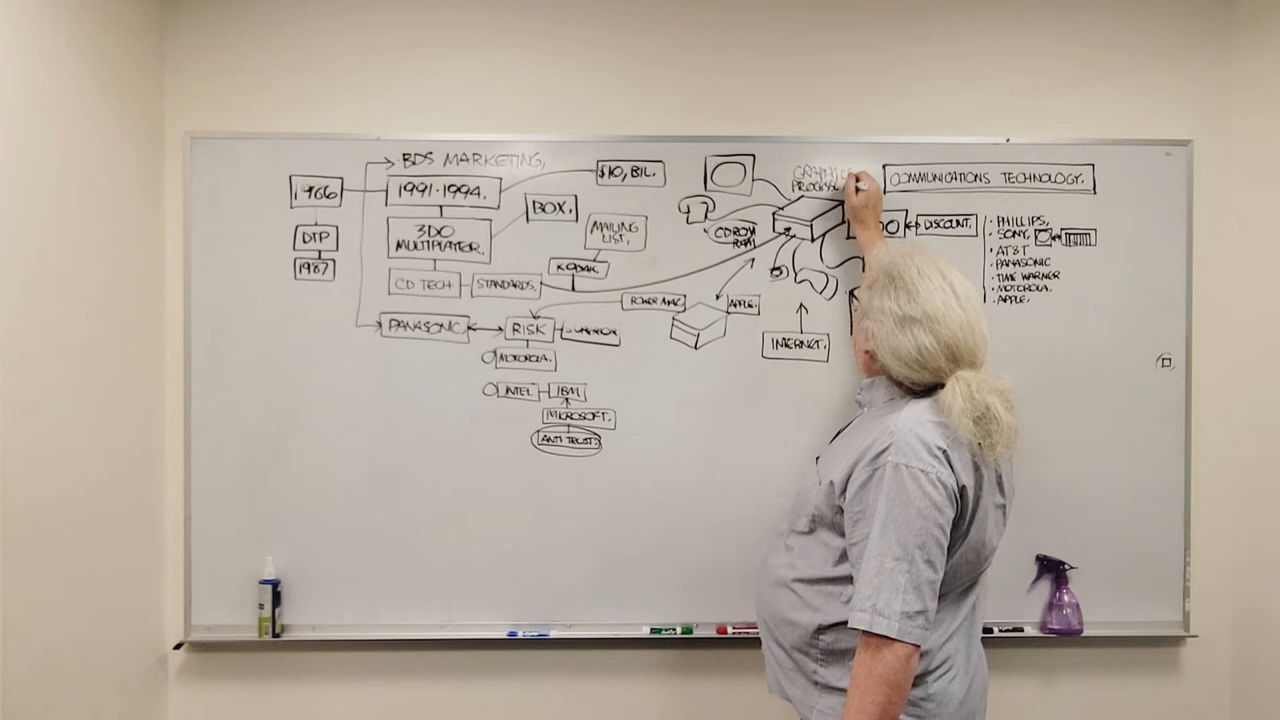 BDS MARKETING,
1966
1991-1994.
$10, BIL.
BOX,
DTP
3DO
MULTIPLAYER.
MAILING
LIST,
1987
CD TECH
STANDARDS,
KODAK
PANASONIC,
RISK
MOTOROLA.
INTEL
IBM
MICROSOFT.
ANTI TRUST.
POWER MAC,
APPLE,
CD ROM
RAM
INTERNET,
GRAPHICS
COMMUNICATIONS TECHNOLOGY.
DISCOUNT,
· PHILLIPS,
· SONY,
· AT&T
· PANASONIC
· TIME WARNER
· MOTOROLA.
· APPLE,